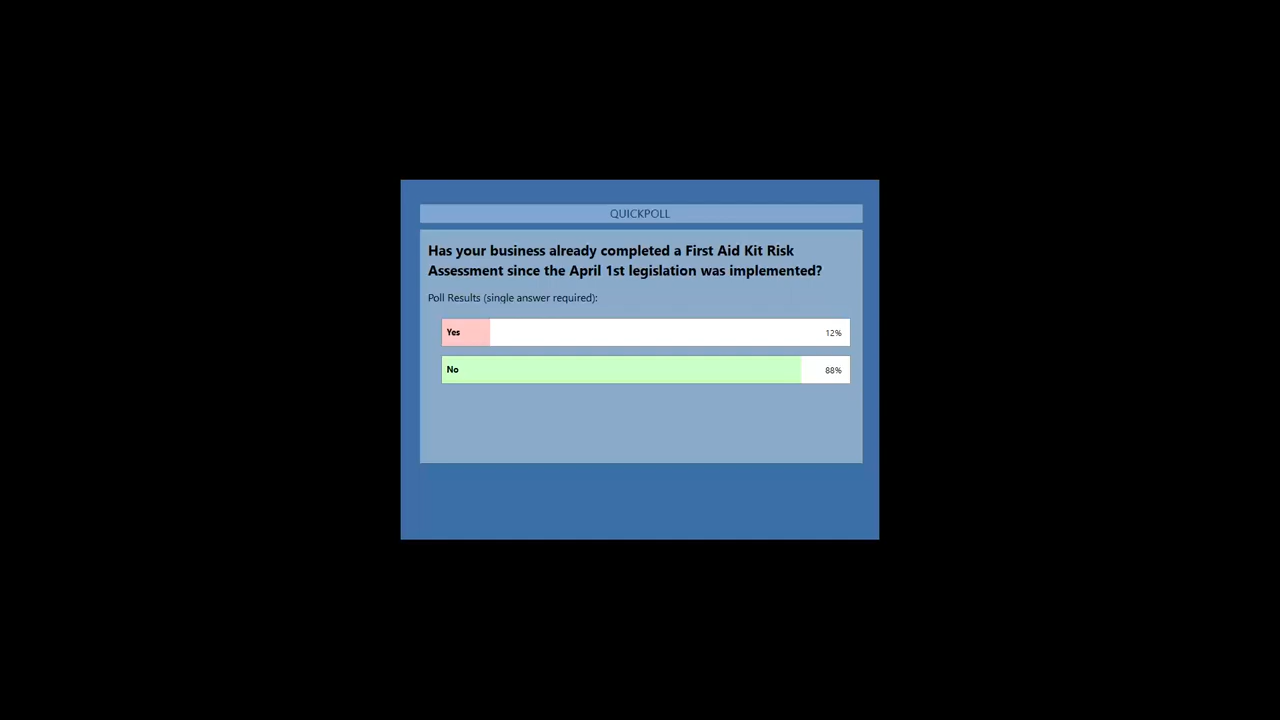 QUICKPOLL
Has your business already completed a First Aid Kit Risk
Assessment since the April 1st legislation was implemented?
Poll Results (single answer required):
Yes 12%
No 88%